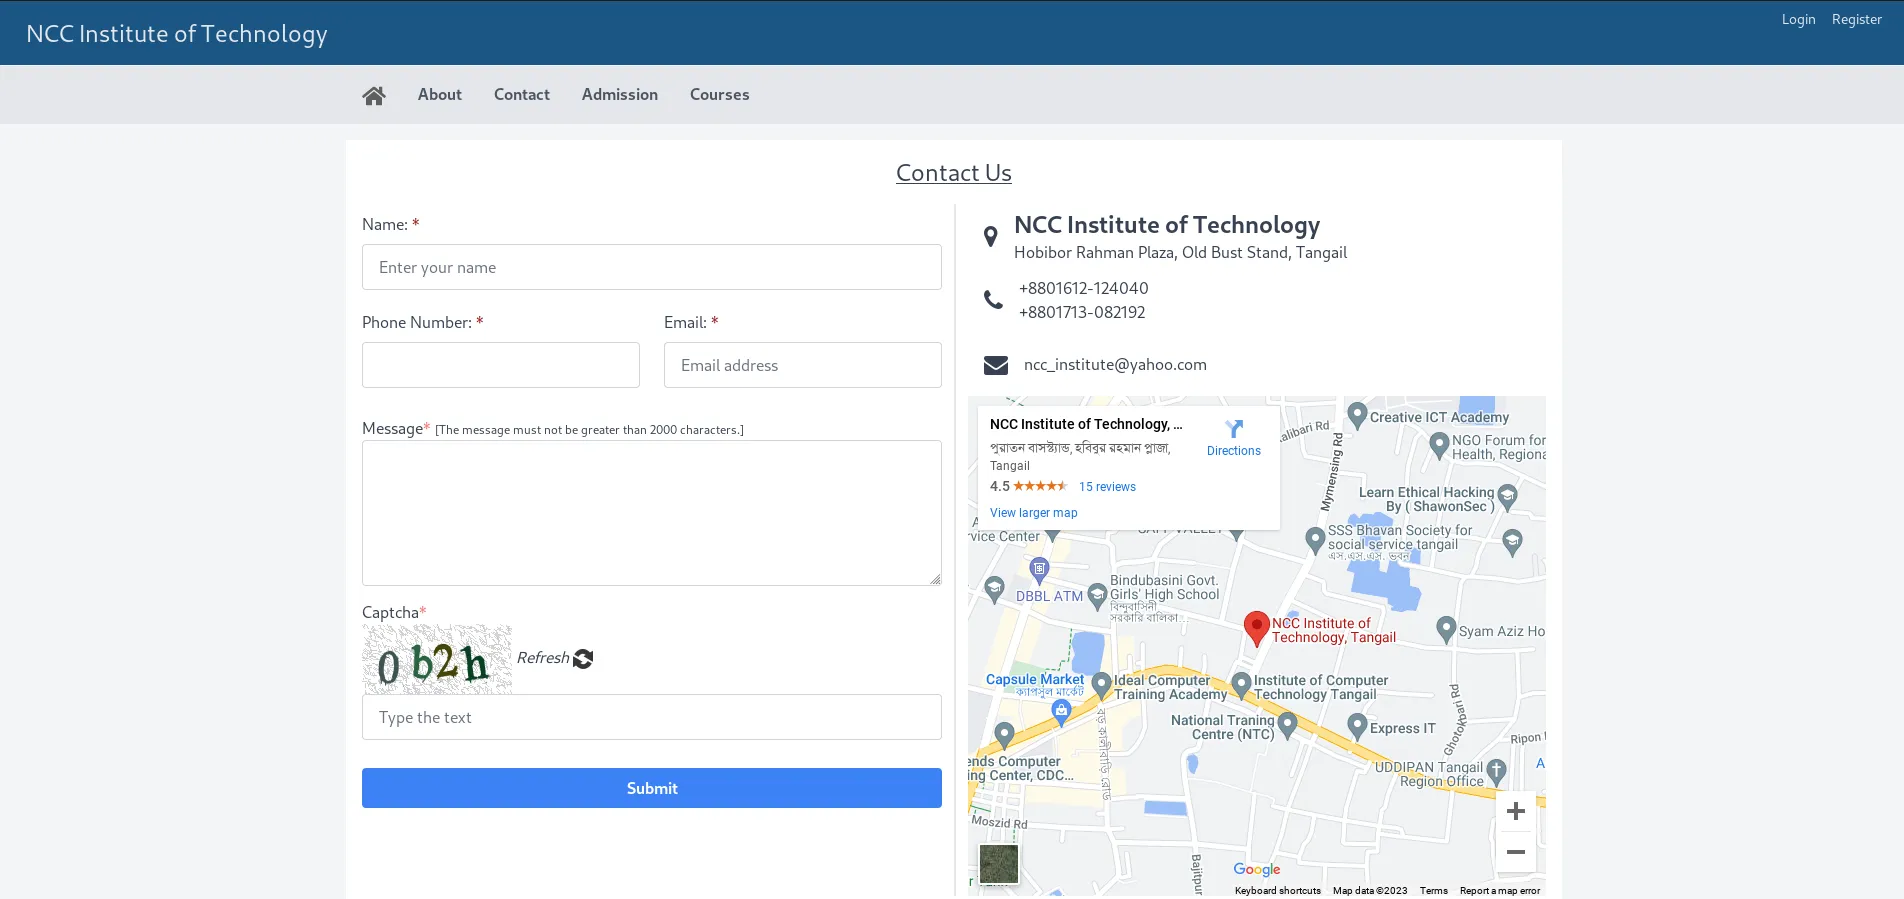 NCC Institute of Technology
Login Register
About Contact Admission Courses
Contact Us
Name: *
Enter your name
Phone Number: *
Email: *
Email address
Message* [The message must not be greater than 2000 characters.]
Captcha*
0b2h
Refresh
Type the text
Submit
NCC Institute of Technology
Hobibor Rahman Plaza, Old Bust Stand, Tangail
+8801612-124040
+8801713-082192
ncc_institute@yahoo.com
NCC Institute of Technology, ...
পুরাতন বাসস্ট্যান্ড, হবিবুর রহমান প্লাজা,
Tangail
4.5
15 reviews
View larger map
Directions
Creative ICT Academy
NGO Forum for
Health, Regiona
alibari Rd
Mymensing Rd
Learn Ethical Hacking
By ( ShawonSec )
SSS Bhavan Society for
social service tangail
এস.এস.এস. ভবন
rvice Center
DBBL ATM
Bindubasini Govt.
Girls' High School
বিন্দুবাসিনী
সরকারি বালিকা...
NCC Institute of
Technology, Tangail
Syam Aziz Ho
Capsule Market
ক্যাপসুল মার্কেট
Ideal Computer
Training Academy
Institute of Computer
Technology Tangail
National Traning
Centre (NTC)
Express IT
Ghotokbari Rd
Ripon
ends Computer
ing Center, CDC...
বড় কালীবাড়ি রোড
UDDIPAN Tangail
Region Office
A
Moszid Rd
Bajitpur
Google
Keyboard shortcuts Map data ©2023 Terms Report a map error